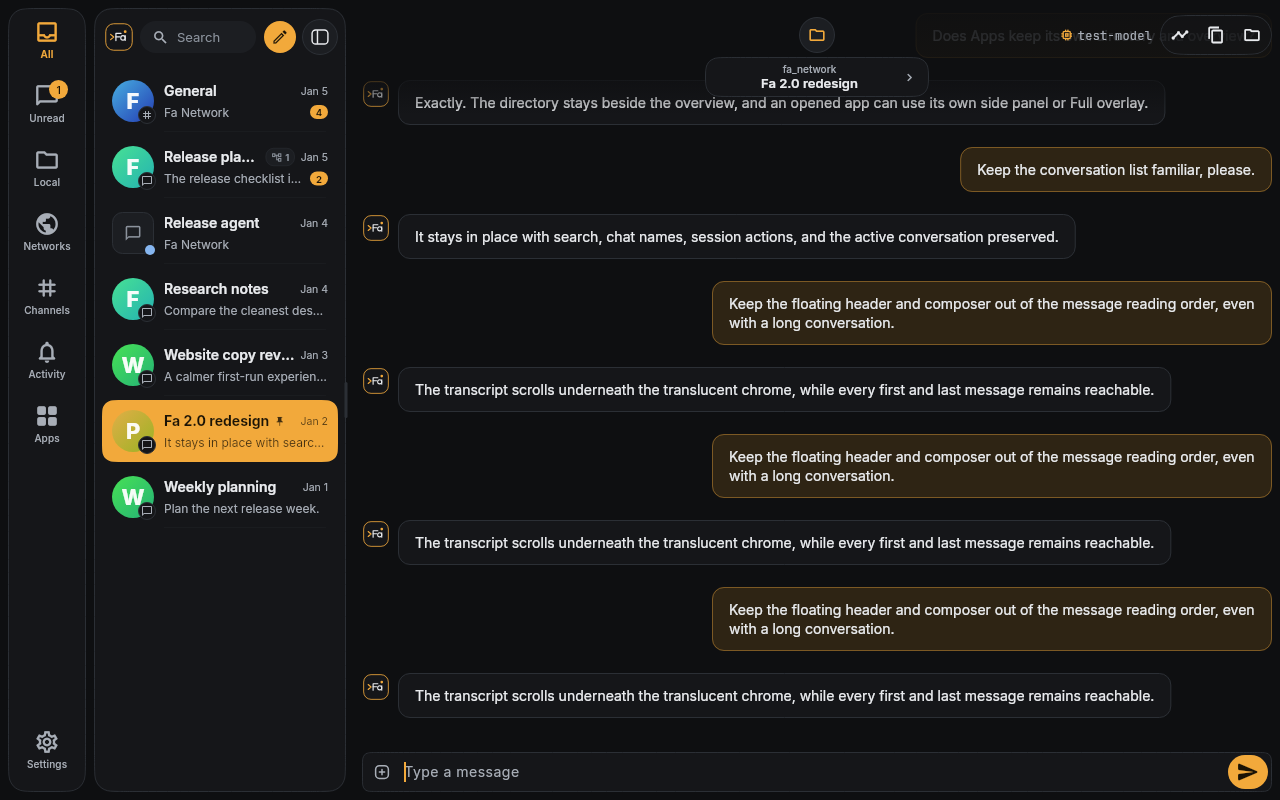 All
1
Unread
Local
Networks
Channels
Activity
Apps
Settings
>Fa
Search
General
Jan 5
Fa Network
4
Release pla...
1
Jan 5
The release checklist i...
2
Release agent
Jan 4
Fa Network
Research notes
Jan 4
Compare the cleanest des...
Website copy rev...
Jan 3
A calmer first-run experien...
Fa 2.0 redesign
Jan 2
It stays in place with searc...
Weekly planning
Jan 1
Plan the next release week.
F
F
F
W
P
W
Does Apps keep its
test-model
fa_network
Fa 2.0 redesign
>Fa
Exactly. The directory stays beside the overview, and an opened app can use its own side panel or Full overlay.
Keep the conversation list familiar, please.
>Fa
It stays in place with search, chat names, session actions, and the active conversation preserved.
Keep the floating header and composer out of the message reading order, even
with a long conversation.
>Fa
The transcript scrolls underneath the translucent chrome, while every first and last message remains reachable.
Keep the floating header and composer out of the message reading order, even
with a long conversation.
>Fa
The transcript scrolls underneath the translucent chrome, while every first and last message remains reachable.
Keep the floating header and composer out of the message reading order, even
with a long conversation.
>Fa
The transcript scrolls underneath the translucent chrome, while every first and last message remains reachable.
Type a message